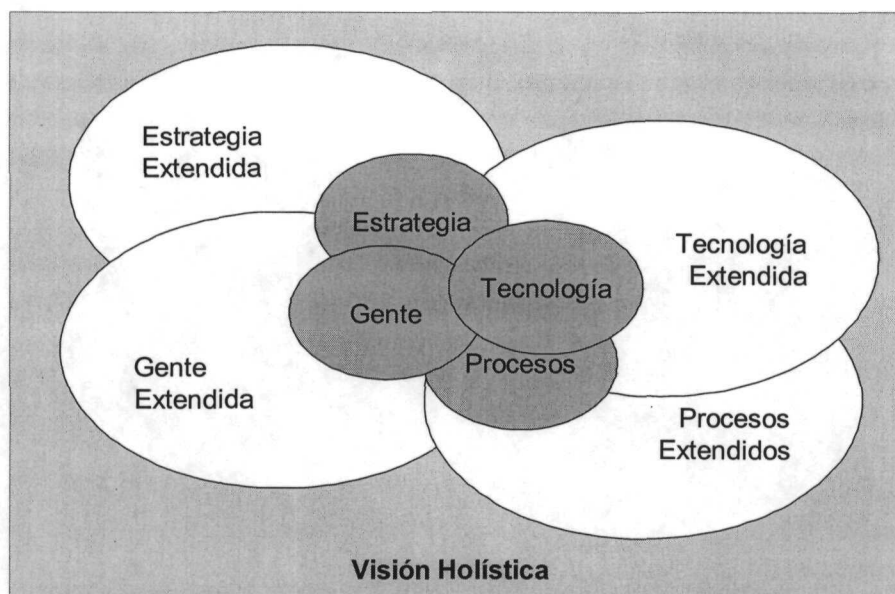 Estrategia
Extendida
Estrategia
Tecnología
Extendida
Tecnología
Gente
Procesos
Gente
Extendida
Procesos
Extendidos
Visión Holística